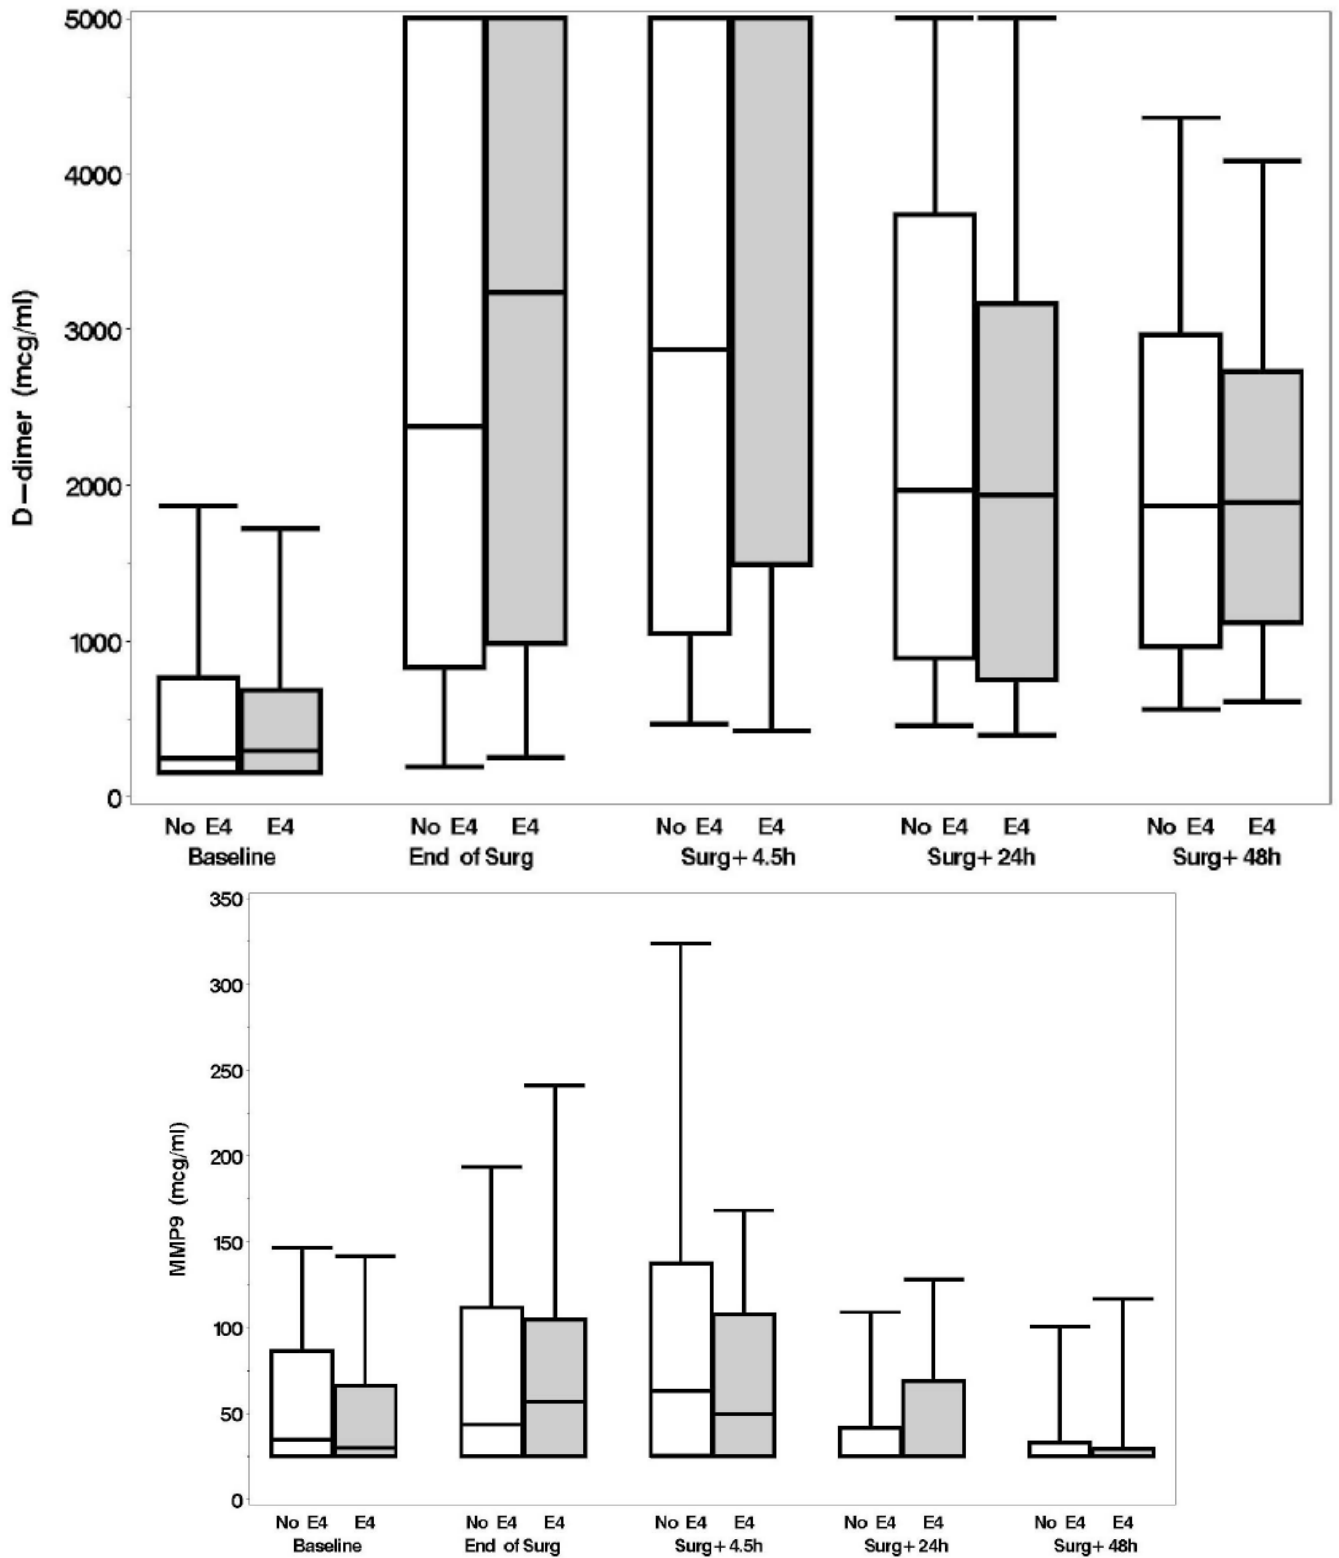 D-dimer (mcg/ml)
5000
4000
3000
2000
1000
0
No E4 E4 No E4 E4 No E4 E4 No E4 E4 No E4 E4
Baseline End of Surg Surg+ 4.5h Surg+ 24h Surg+ 48h
MMP9 (mcg/ml)
350
300
250
200
150
100
50
0
No E4 E4 No E4 E4 No E4 E4 No E4 E4 No E4 E4
Baseline End of Surg Surg+ 4.5h Surg+ 24h Surg+ 48h